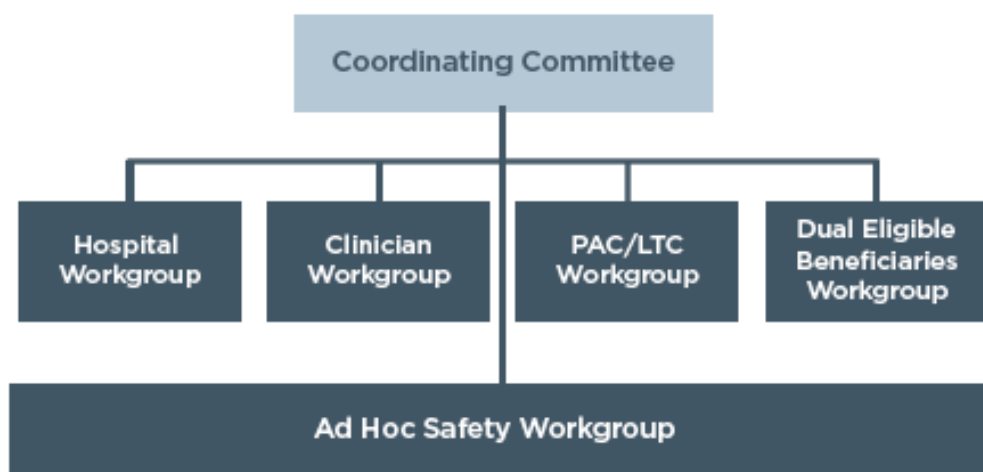 Coordinating Committee
Hospital
Workgroup
Clinician
Workgroup
PAC/LTC
Workgroup
Dual Eligible
Beneficiaries
Workgroup
Ad Hoc Safety Workgroup